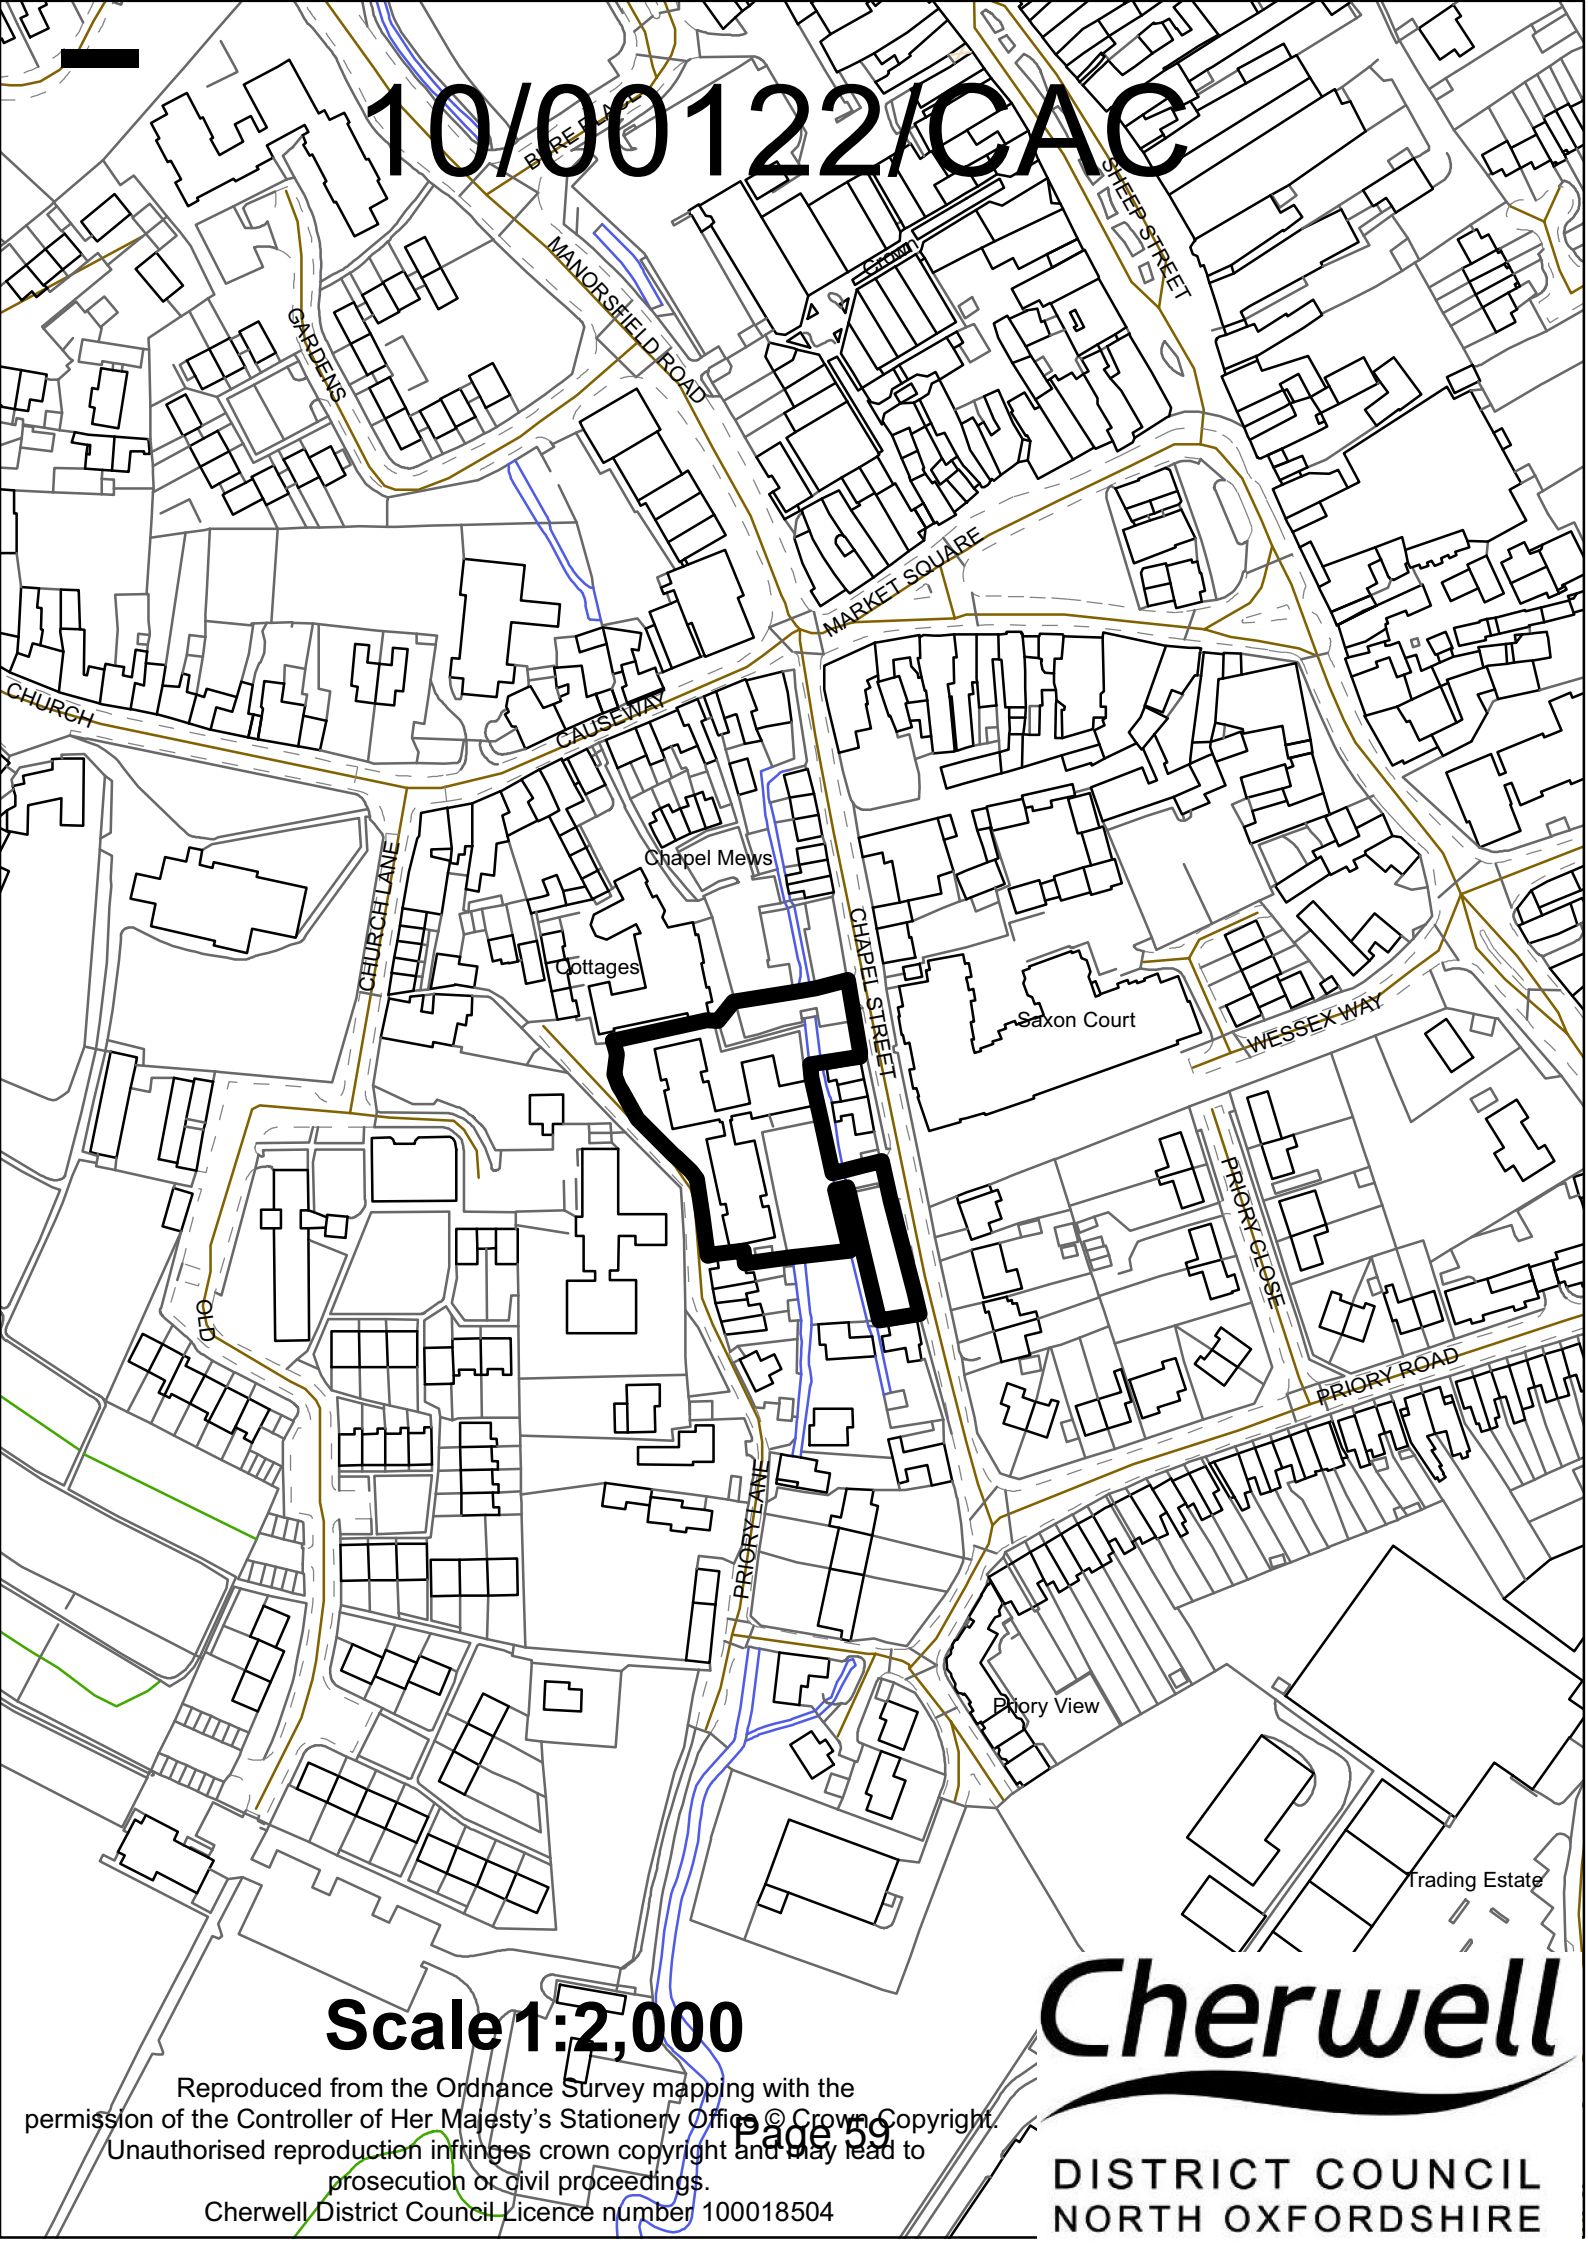 10/00122/CAC
BURE PLACE
SHEEP STREET
Crown
MANORSFIELD ROAD
GARDENS
MARKET SQUARE
CHURCH
CAUSEWAY
Chapel Mews
CHURCH LANE
CHAPEL STREET
Cottages
Saxon Court
WESSEX WAY
PRIORY CLOSE
OLD
PRIORY ROAD
PRIORY LANE
Priory View
Trading Estate
Scale 1:2,000
Reproduced from the Ordnance Survey mapping with the
permission of the Controller of Her Majesty's Stationery Office © Crown Copyright.
Unauthorised reproduction infringes crown copyright and may lead to
prosecution or civil proceedings.
Cherwell District Council Licence number 100018504
Page 59
Cherwell
DISTRICT COUNCIL
NORTH OXFORDSHIRE